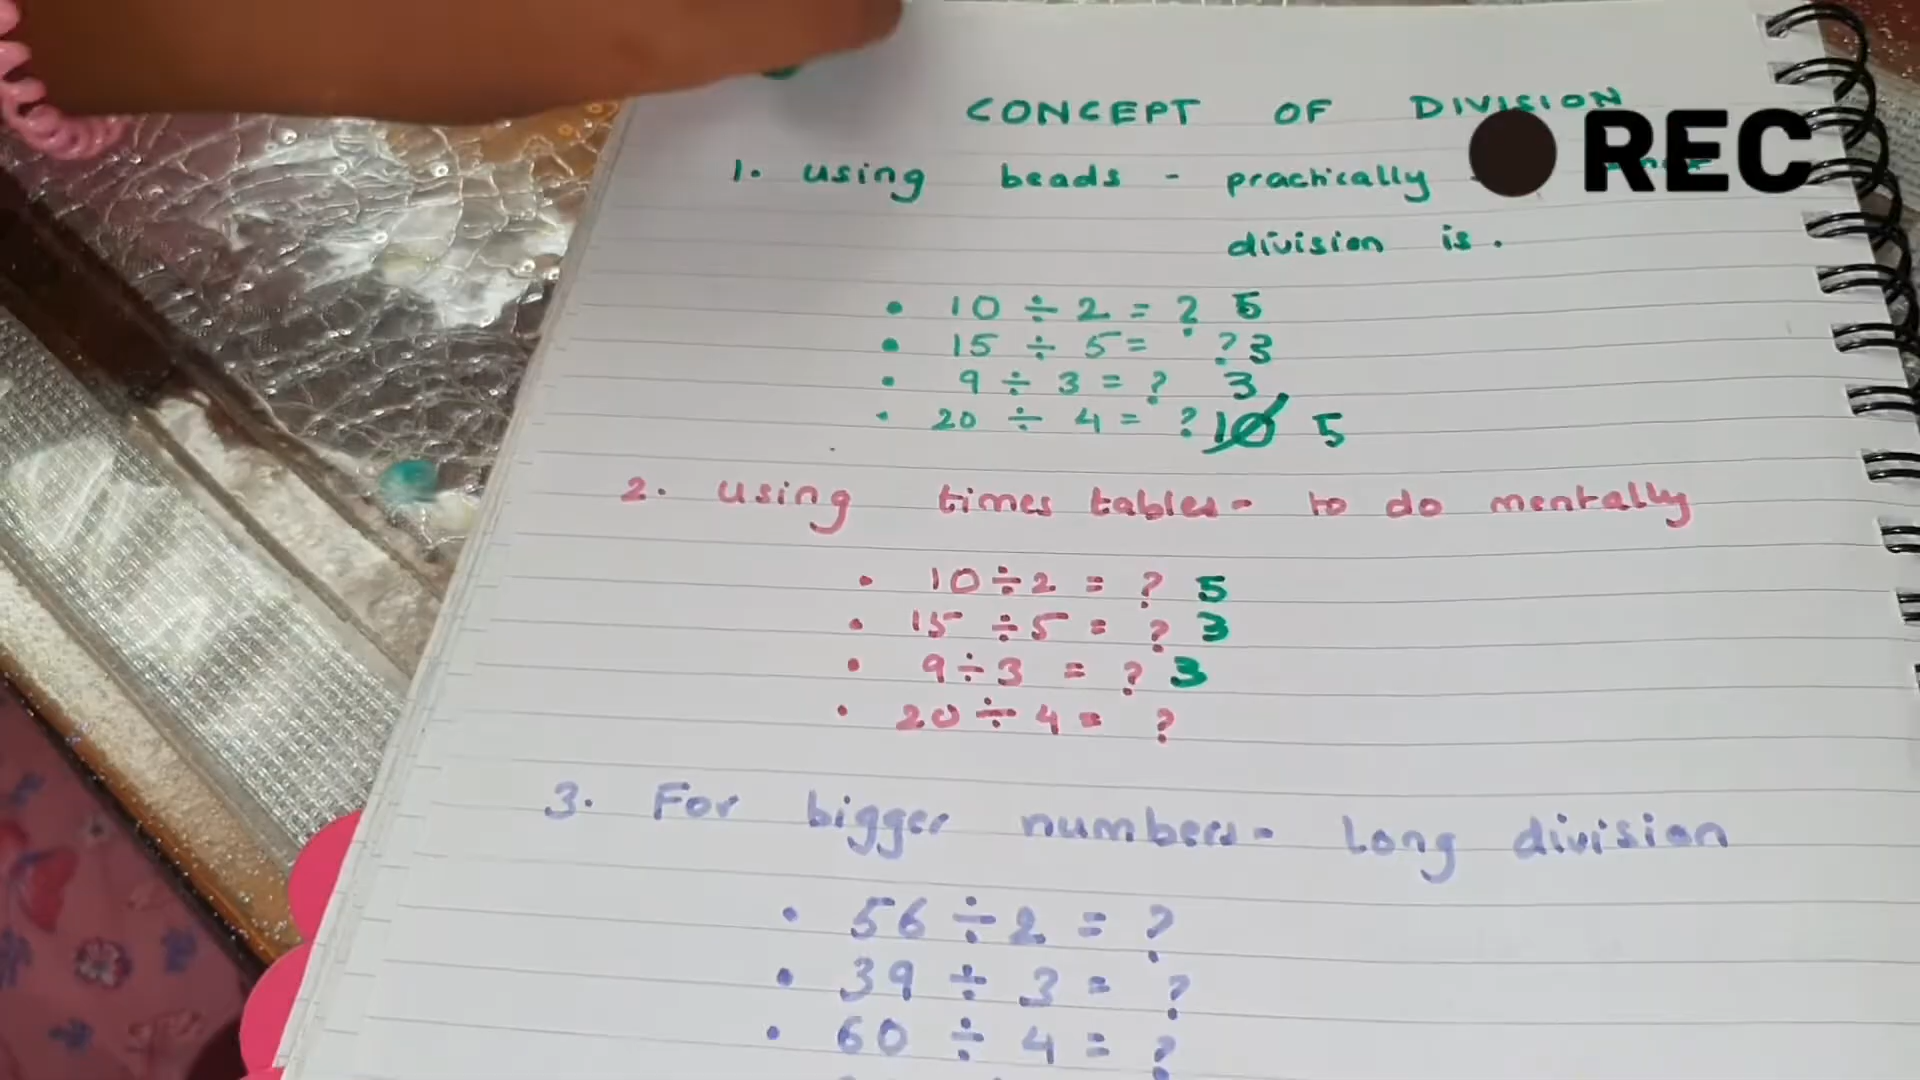 CONCEPT OF DIVISION
REC
1. using beads - practically -
division is.
• 10 ÷ 2 = ? 5
• 15 ÷ 5 = ? 3
• 9 ÷ 3 = ? 3
• 20 ÷ 4 = ? 10 5
2. using times tables - to do mentally
• 10 ÷ 2 = ? 5
• 15 ÷ 5 = ? 3
• 9 ÷ 3 = ? 3
• 20 ÷ 4 = ?
3. For bigger numbers - Long division
• 56 ÷ 2 = ?
• 39 ÷ 3 = ?
• 60 ÷ 4 = ?